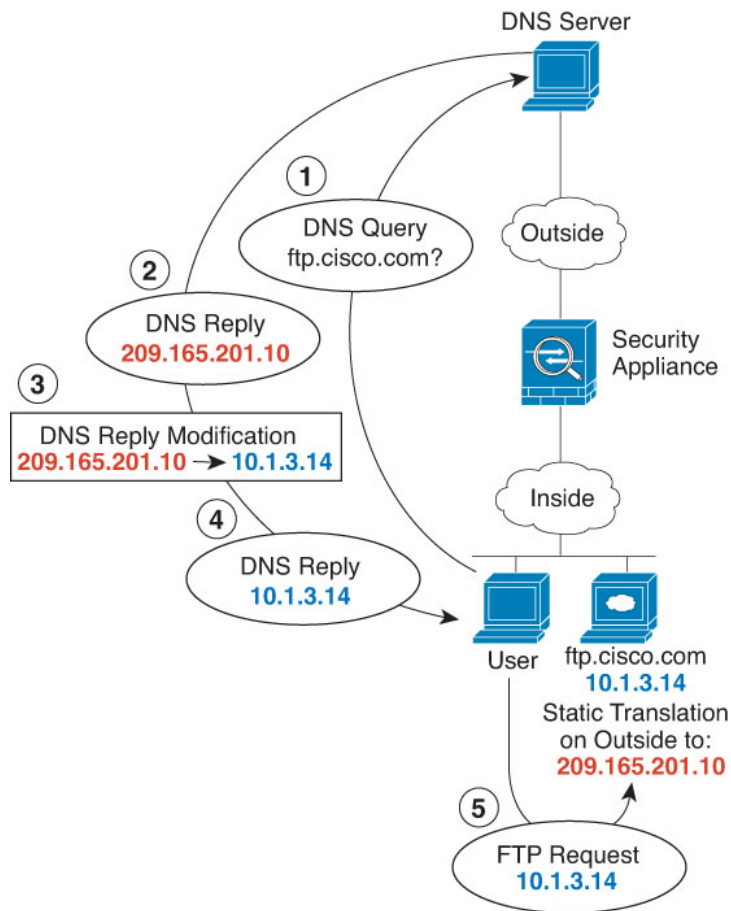 DNS Server
1
DNS Query
ftp.cisco.com?
Outside
2
DNS Reply
209.165.201.10
Security
Appliance
3
DNS Reply Modification
209.165.201.10 → 10.1.3.14
Inside
4
DNS Reply
10.1.3.14
User
ftp.cisco.com
10.1.3.14
Static Translation
on Outside to:
209.165.201.10
5
FTP Request
10.1.3.14